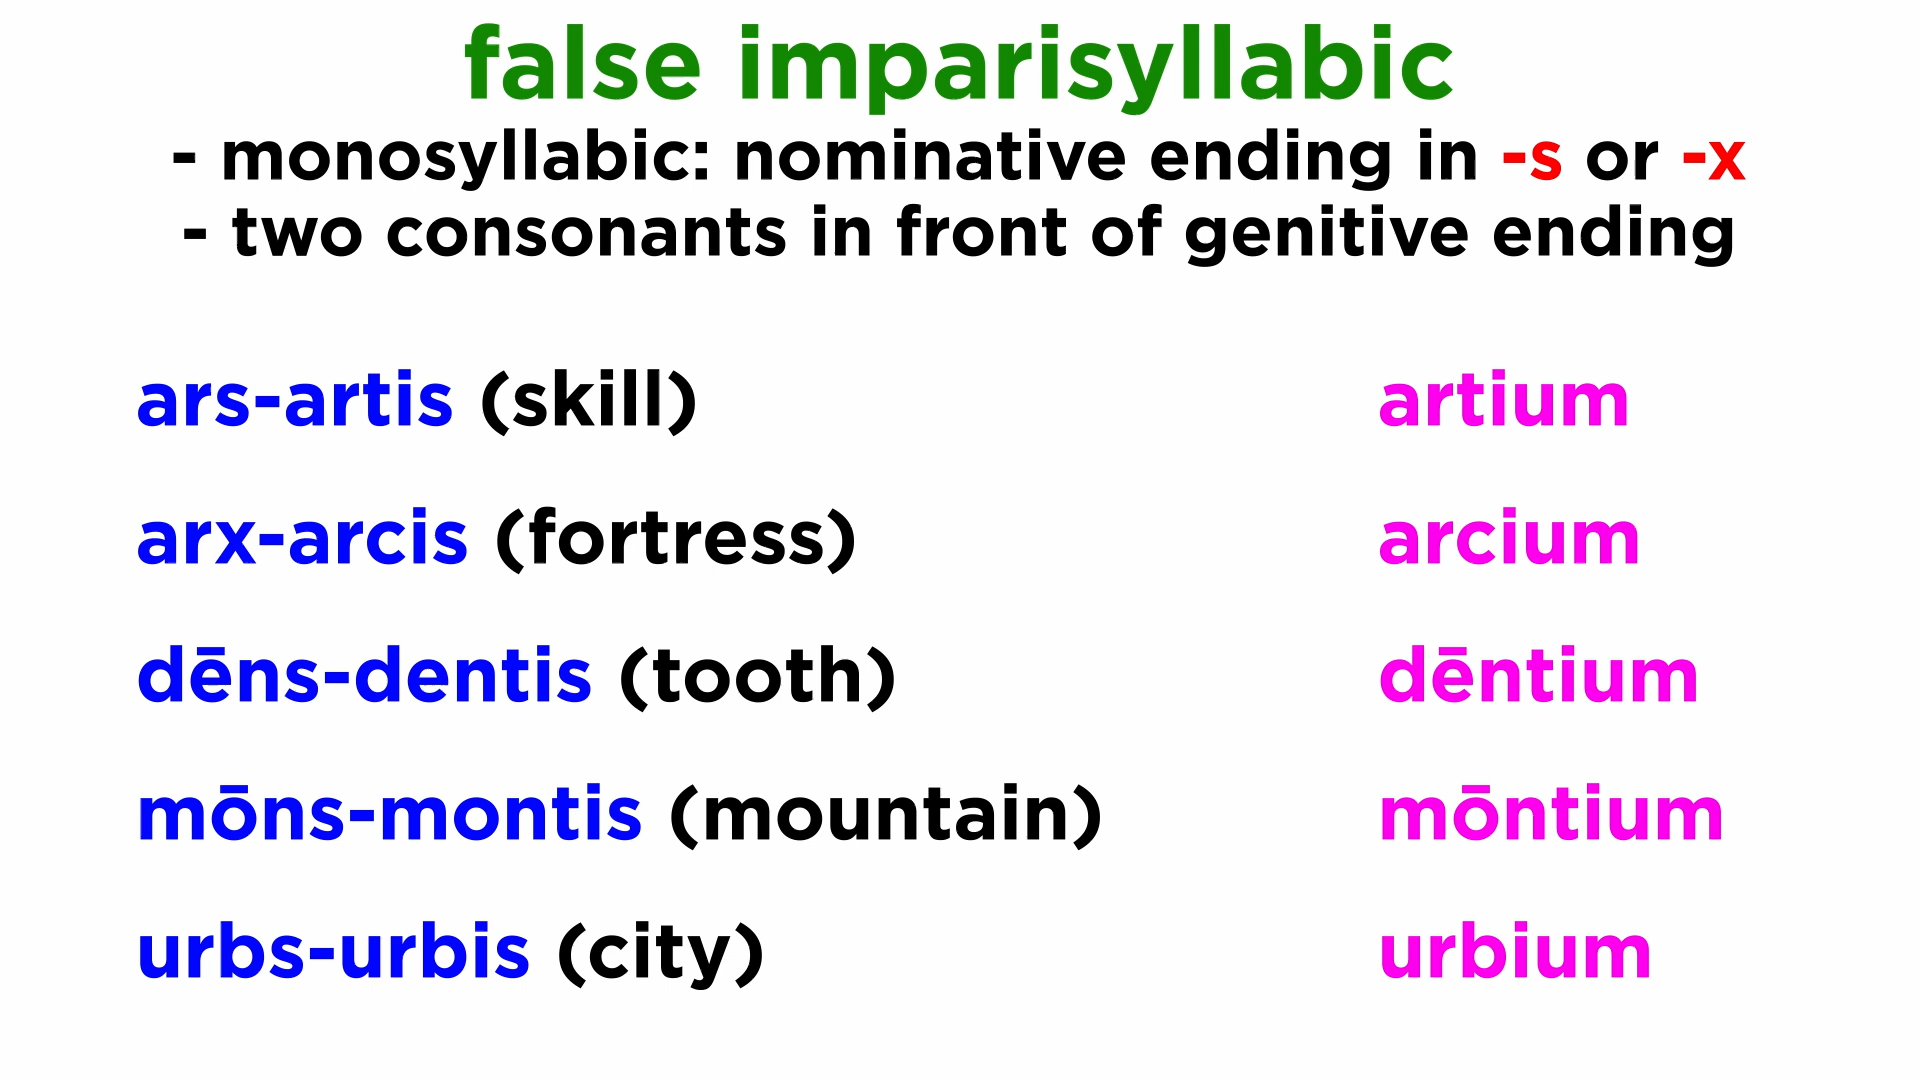 false imparisyllabic
- monosyllabic: nominative ending in -s or -x
- two consonants in front of genitive ending
ars-artis (skill) artium
arx-arcis (fortress) arcium
dēns-dentis (tooth) dēntium
mōns-montis (mountain) mōntium
urbs-urbis (city) urbium